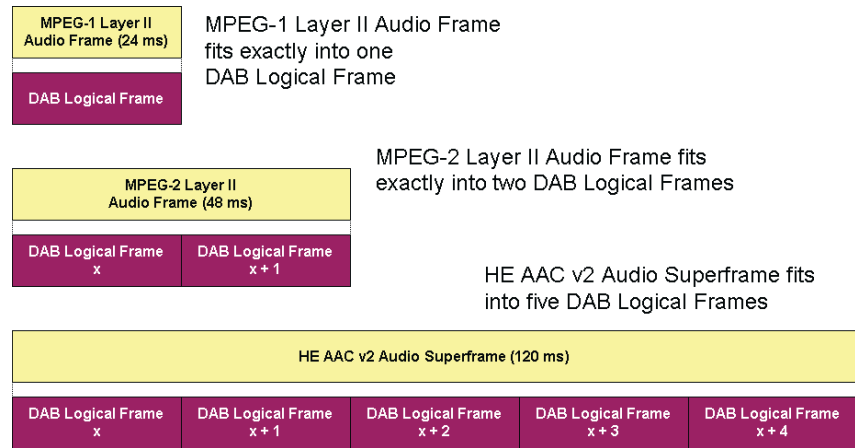 MPEG-1 Layer II
Audio Frame (24 ms)
MPEG-1 Layer II Audio Frame
fits exactly into one
DAB Logical Frame
DAB Logical Frame
MPEG-2 Layer II Audio Frame fits
exactly into two DAB Logical Frames
MPEG-2 Layer II
Audio Frame (48 ms)
DAB Logical Frame
x
DAB Logical Frame
x + 1
HE AAC v2 Audio Superframe fits
into five DAB Logical Frames
HE AAC v2 Audio Superframe (120 ms)
DAB Logical Frame
x
DAB Logical Frame
x + 1
DAB Logical Frame
x + 2
DAB Logical Frame
x + 3
DAB Logical Frame
x + 4